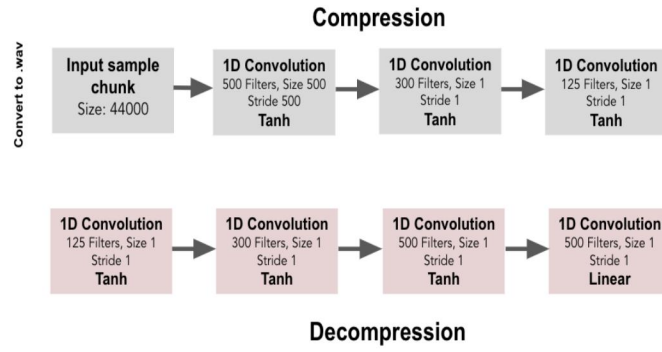 Compression
Convert to .wav
Input sample
chunk
Size: 44000
1D Convolution
500 Filters, Size 500
Stride 500
Tanh
1D Convolution
300 Filters, Size 1
Stride 1
Tanh
1D Convolution
125 Filters, Size 1
Stride 1
Tanh
1D Convolution
125 Filters, Size 1
Stride 1
Tanh
1D Convolution
300 Filters, Size 1
Stride 1
Tanh
1D Convolution
500 Filters, Size 1
Stride 1
Tanh
1D Convolution
500 Filters, Size 1
Stride 1
Linear
Decompression